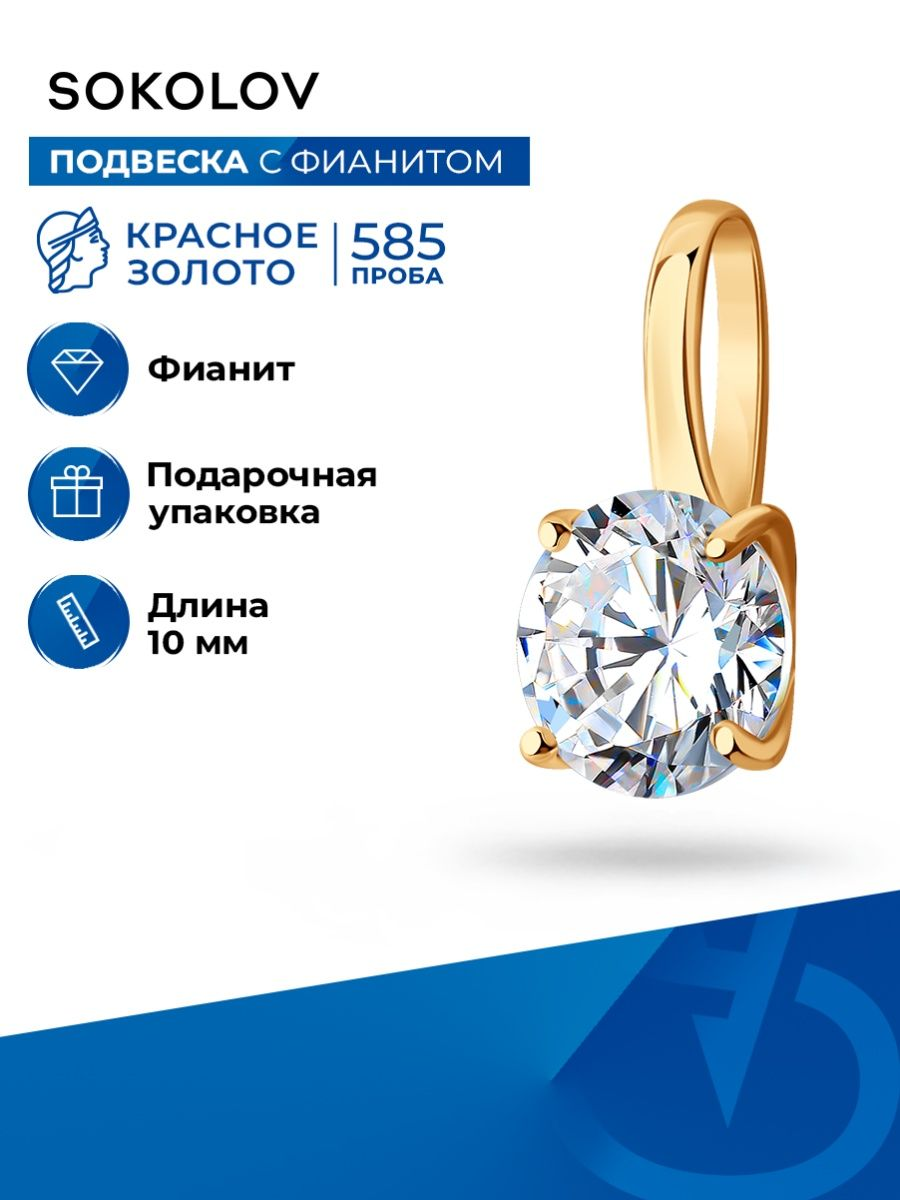 SOKOLOV
ПОДВЕСКА С ФИАНИТОМ
КРАСНОЕ
ЗОЛОТО
585
ПРОБА
Фианит
Подарочная
упаковка
Длина
10 мм